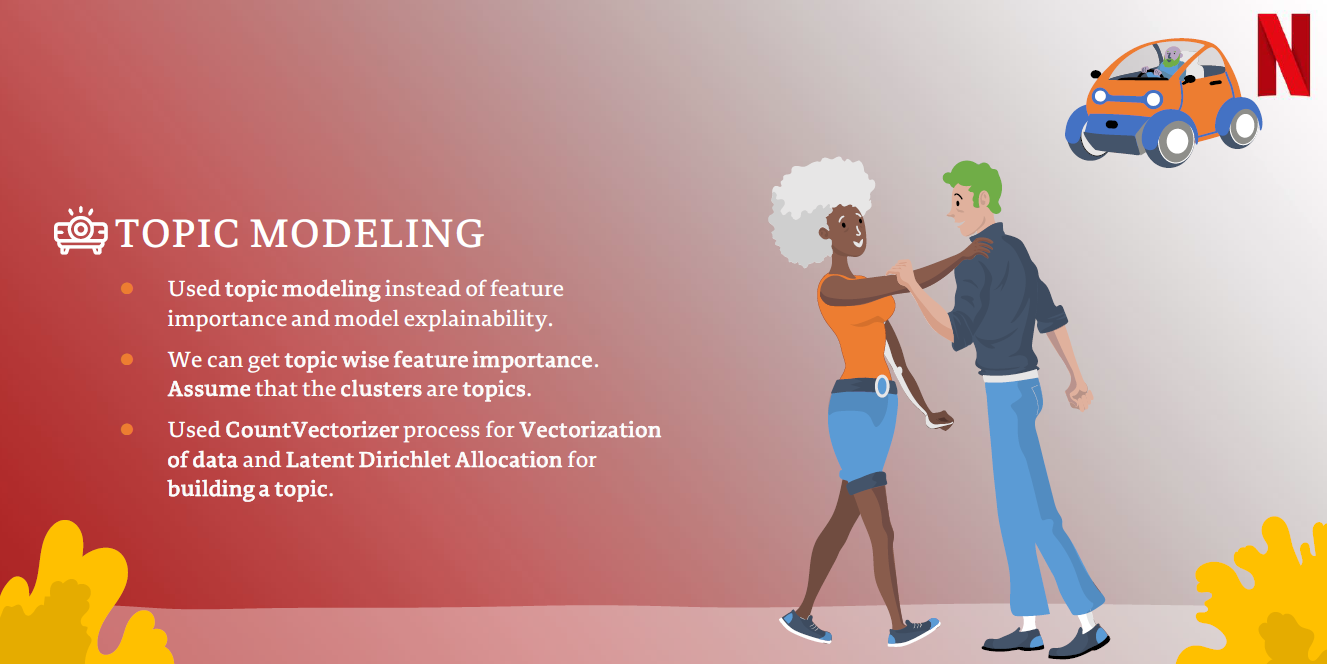 N
TOPIC MODELING
Used topic modeling instead of feature
importance and model explainability.
We can get topic wise feature importance.
Assume that the clusters are topics.
Used CountVectorizer process for Vectorization
of data and Latent Dirichlet Allocation for
building a topic.